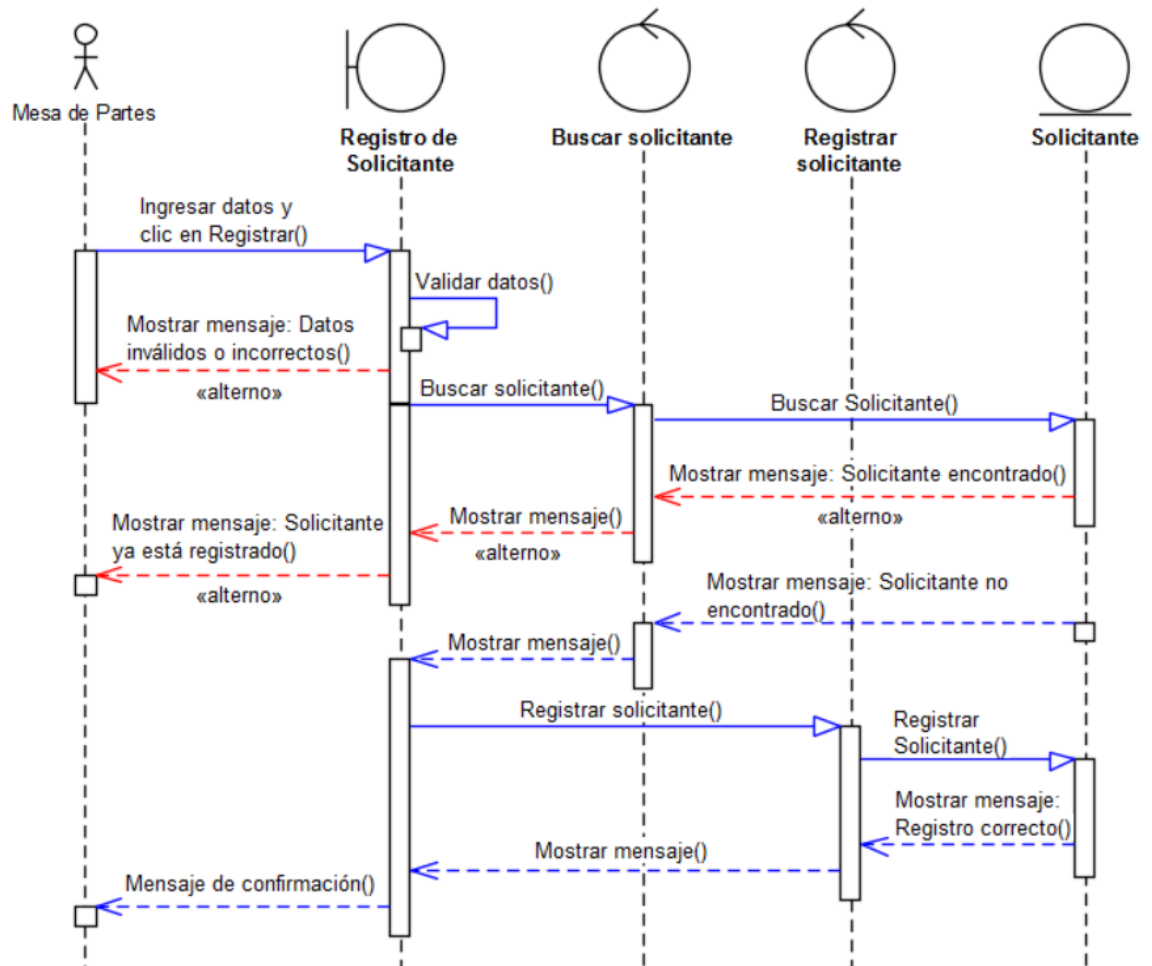 Mesa de Partes
Registro de
Solicitante
Buscar solicitante
Registrar
solicitante
Solicitante
Ingresar datos y
clic en Registrar()
Validar datos()
Mostrar mensaje: Datos
inválidos o incorrectos()
«alterno»
Buscar solicitante()
Buscar Solicitante()
Mostrar mensaje: Solicitante encontrado()
«alterno»
Mostrar mensaje()
«alterno»
Mostrar mensaje: Solicitante
ya está registrado()
«alterno»
Mostrar mensaje: Solicitante no
encontrado()
Mostrar mensaje()
Registrar solicitante()
Registrar
Solicitante()
Mostrar mensaje:
Registro correcto()
Mostrar mensaje()
Mensaje de confirmación()